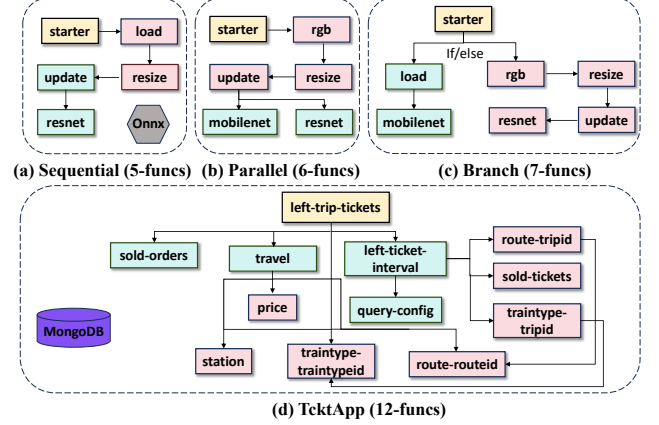 starter
load
update
resize
resnet
Onnx
(a) Sequential (5-funcs)
starter
rgb
update
resize
mobilenet
resnet
(b) Parallel (6-funcs)
starter
If/else
load
rgb
resize
mobilenet
resnet
update
(c) Branch (7-funcs)
left-trip-tickets
sold-orders
travel
left-ticket-
interval
route-tripid
sold-tickets
price
query-config
traintype-
tripid
MongoDB
station
traintype-
traintypeid
route-routeid
(d) TcktApp (12-funcs)